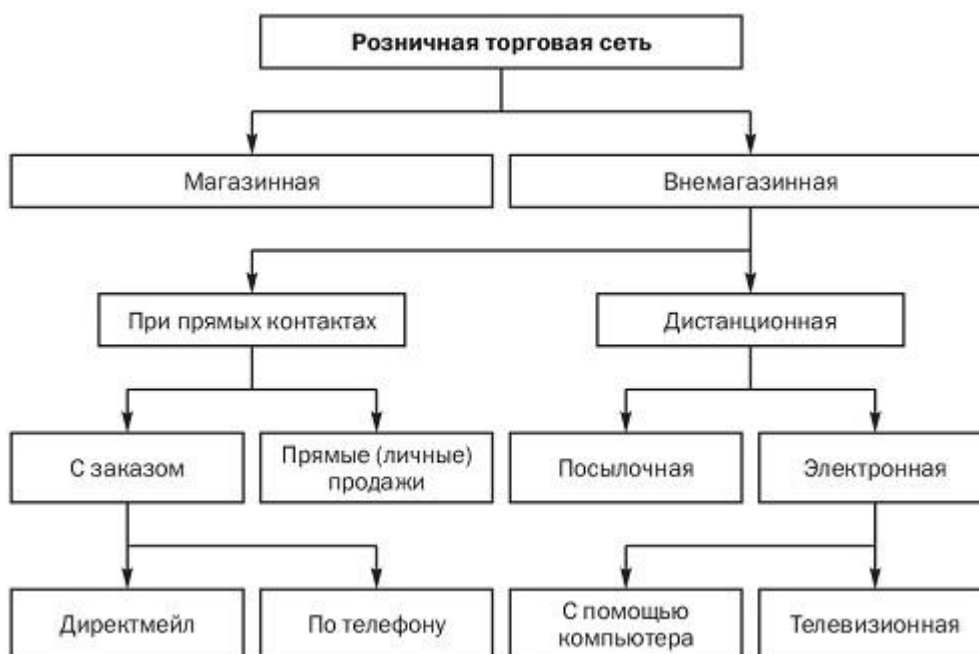 Розничная торговая сеть
Магазинная
Внемагазинная
При прямых контактах
Дистанционная
С заказом
Прямые (личные)
продажи
Посылочная
Электронная
Директмейл
По телефону
С помощью
компьютера
Телевизионная